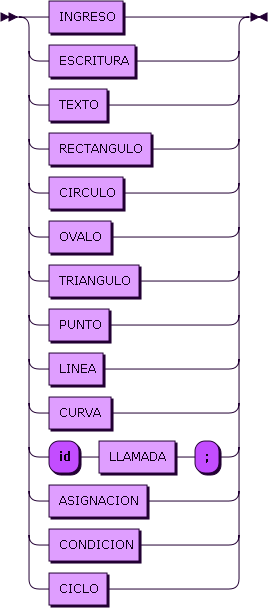 INGRESO
ESCRITURA
TEXTO
RECTANGULO
CIRCULO
OVALO
TRIANGULO
PUNTO
LINEA
CURVA
id LLAMADA ;
ASIGNACION
CONDICION
CICLO